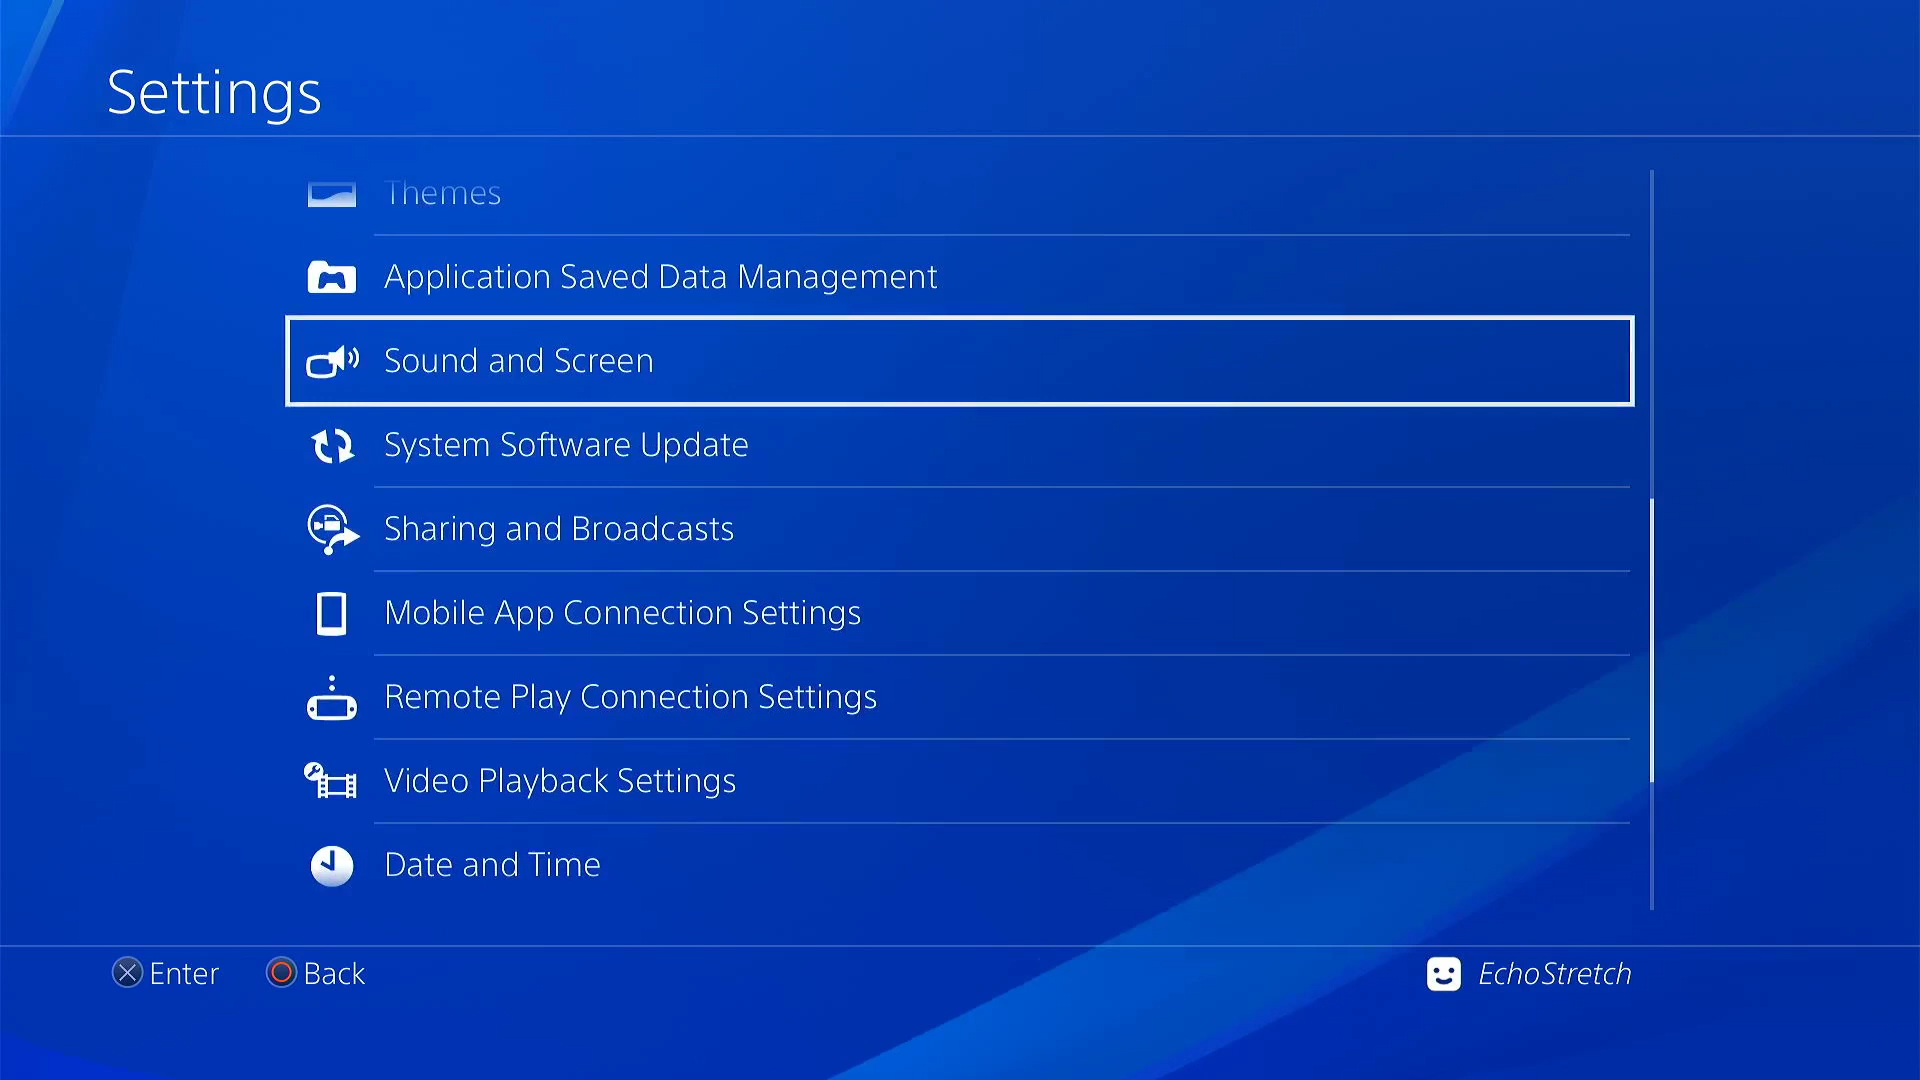 Settings
Themes
Application Saved Data Management
Sound and Screen
System Software Update
Sharing and Broadcasts
Mobile App Connection Settings
Remote Play Connection Settings
Video Playback Settings
Date and Time
Enter Back EchoStretch